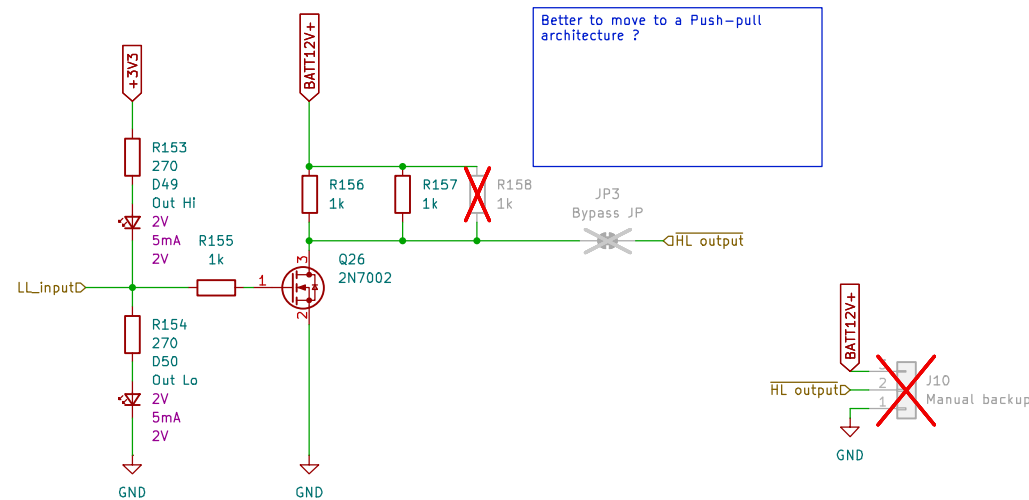 Better to move to a Push-pull
architecture ?
+3V3
BATT12V+
R153
270
D49
Out Hi
2V
5mA
2V
R156
1k
R157
1k
R158
1k
JP3
Bypass JP
HL output
R155
1k
3
Q26
2N7002
1
2
LL_input
R154
270
D50
Out Lo
2V
5mA
2V
GND
GND
BATT12V+
HL output
2
1
J10
Manual backup
GND